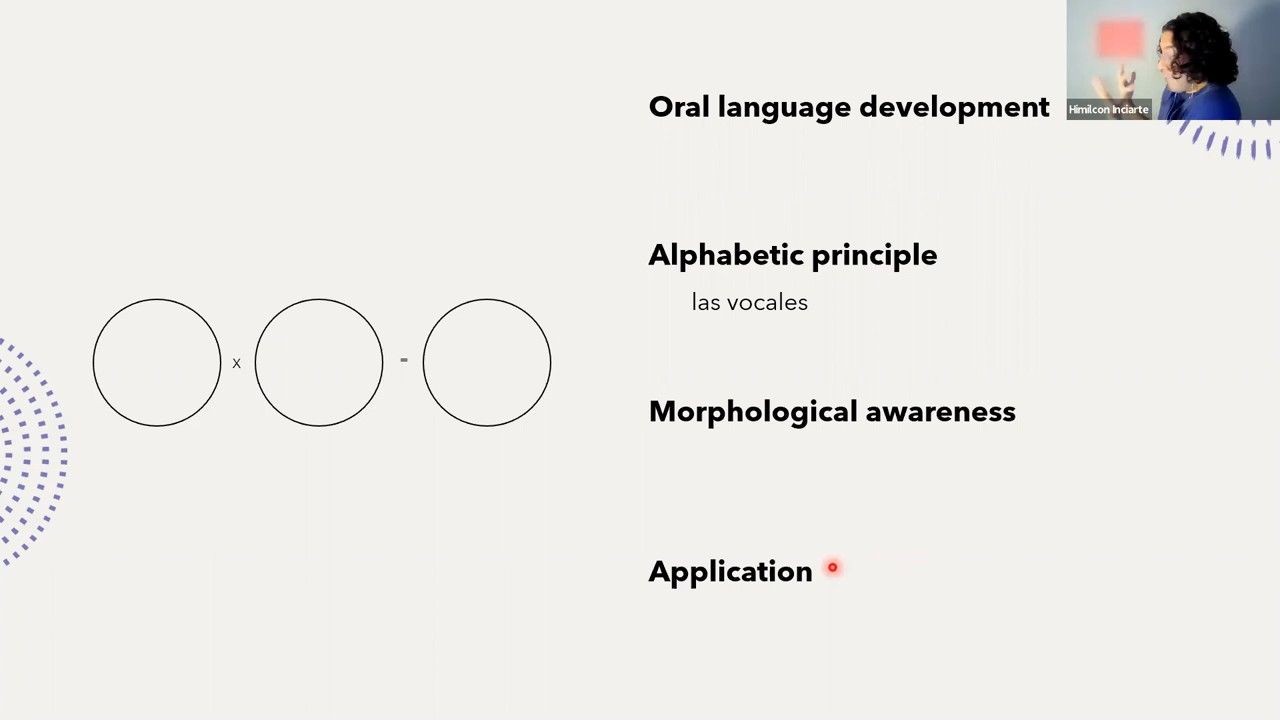 Himilcon Inciarte
Oral language development
Alphabetic principle
las vocales
x
-
Morphological awareness
Application